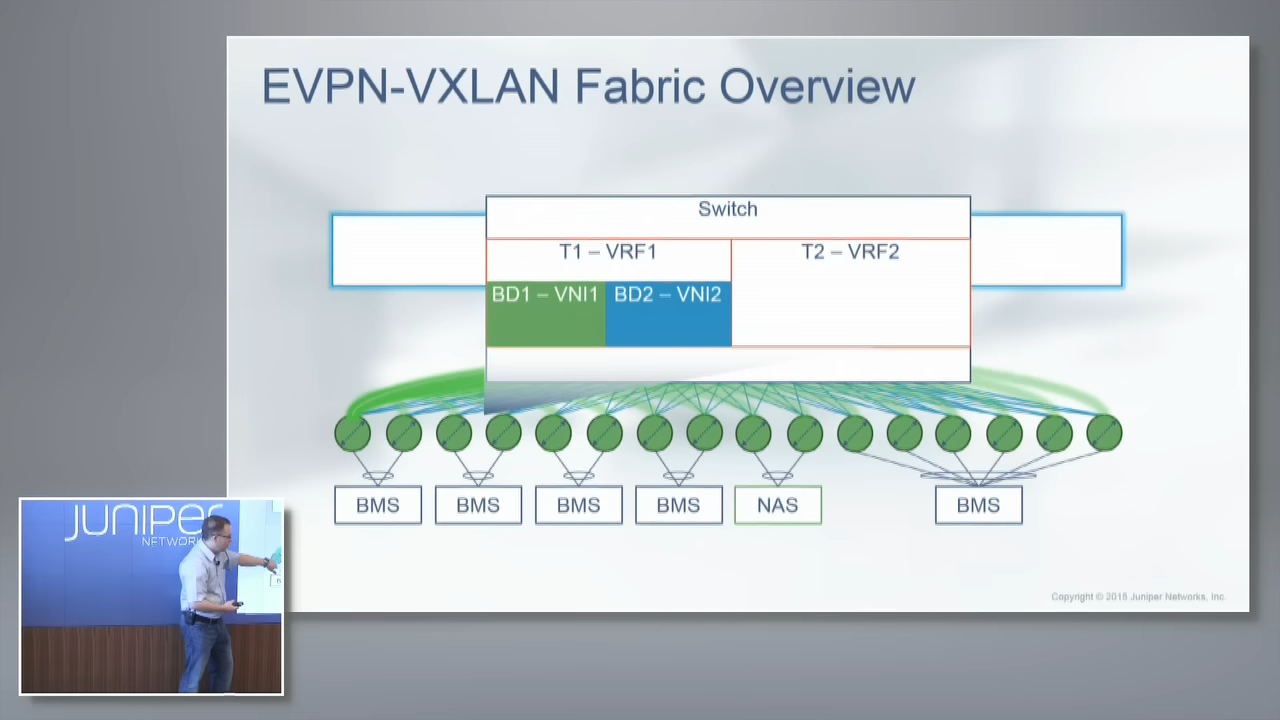 EVPN-VXLAN Fabric Overview
Switch
T1 – VRF1
T2 – VRF2
BD1 – VNI1
BD2 – VNI2
BMS
BMS
BMS
BMS
NAS
BMS
Copyright © 2015 Juniper Networks, Inc.
JUNIPER
NETWORKS